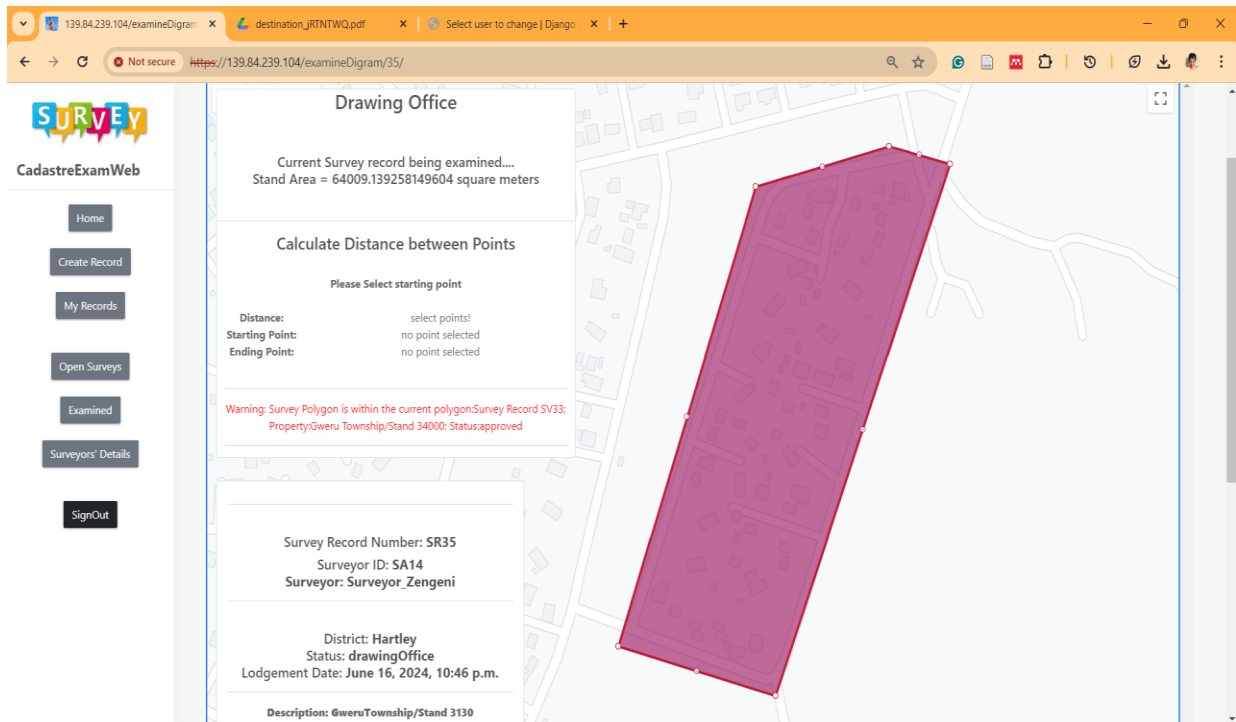 139.84.239.104/examineDigram
destination_jRTNTWQ.pdf
Select user to change | Django
Not secure
https://139.84.239.104/examineDigram/35/
SURVEY
CadastreExamWeb
Home
Create Record
My Records
Open Surveys
Examined
Surveyors' Details
SignOut
Drawing Office
Current Survey record being examined....
Stand Area = 64009.139258149604 square meters
Calculate Distance between Points
Please Select starting point
Distance: select points!
Starting Point: no point selected
Ending Point: no point selected
Warning: Survey Polygon is within the current polygon:Survey Record SV33;
Property:Gweru Township/Stand 34000; Status:approved
Survey Record Number: SR35
Surveyor ID: SA14
Surveyor: Surveyor_Zengeni
District: Hartley
Status: drawingOffice
Lodgement Date: June 16, 2024, 10:46 p.m.
Description: GweruTownship/Stand 3130